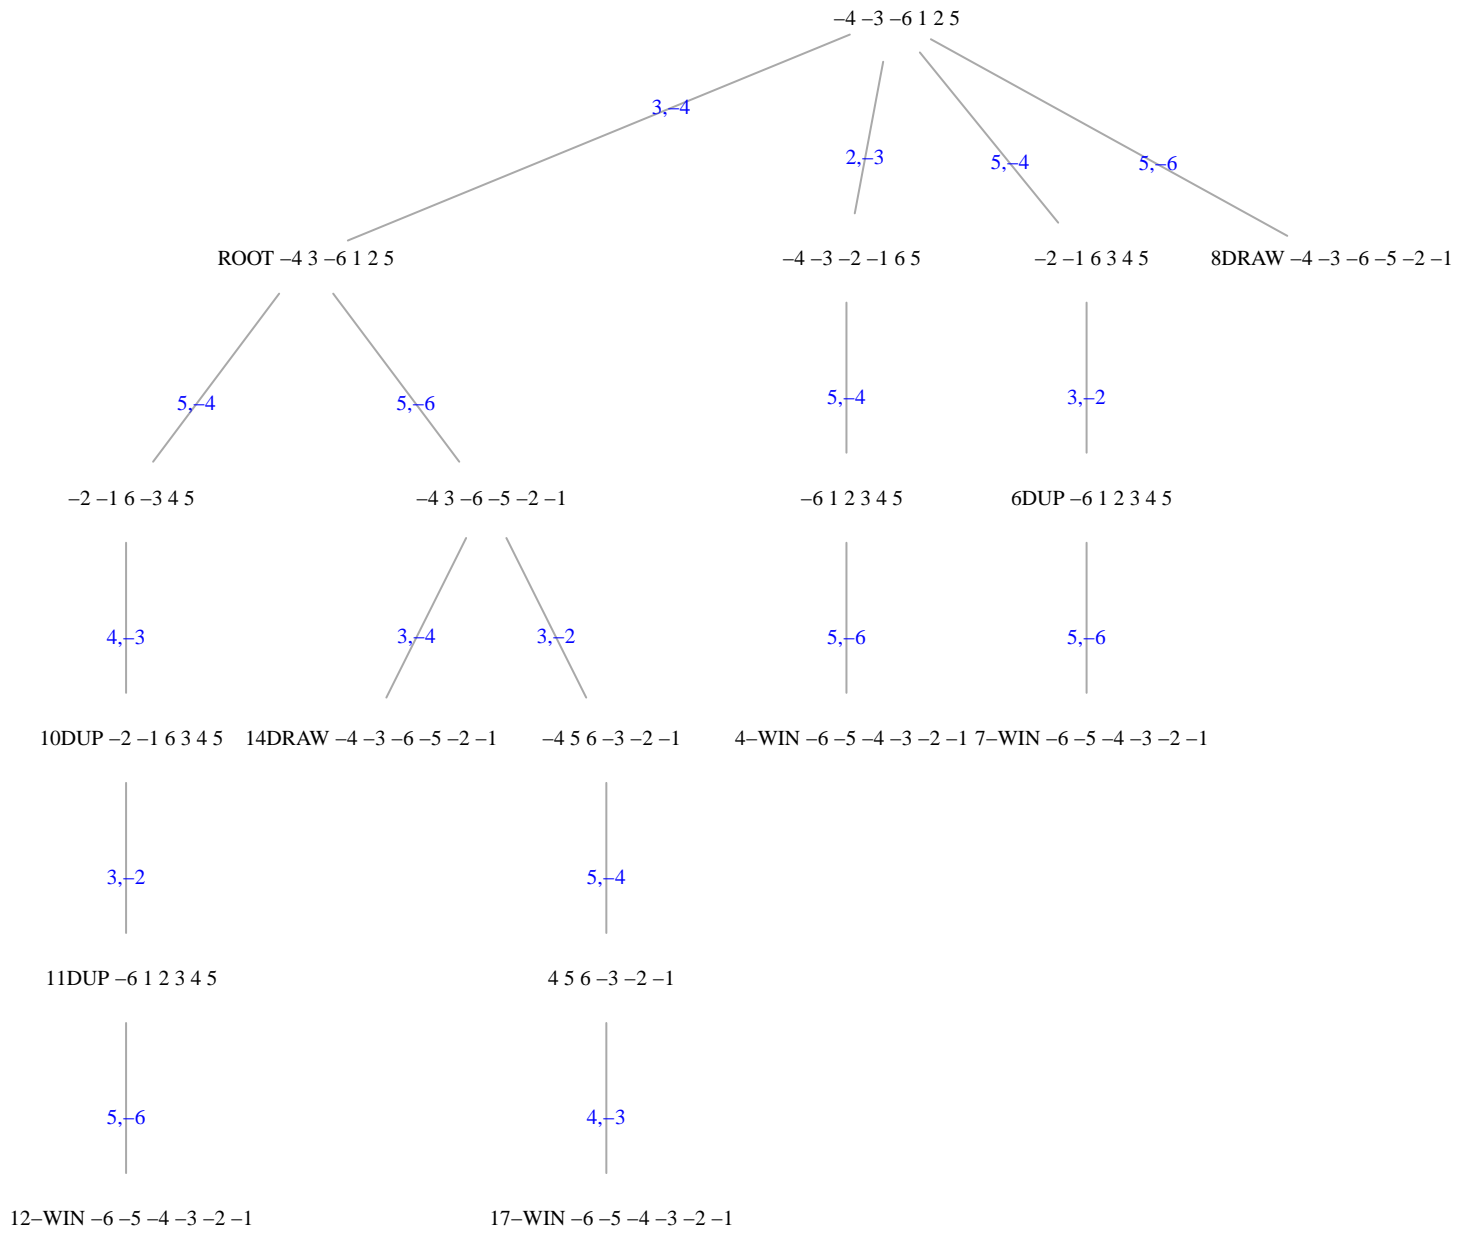 −4 −3 −6 1 2 5
3,−4
2,−3
5,−4
5,−6
ROOT −4 3 −6 1 2 5
−4 −3 −2 −1 6 5
−2 −1 6 3 4 5
8DRAW −4 −3 −6 −5 −2 −1
5,−4
5,−6
5,−4
3,−2
−2 −1 6 −3 4 5
−4 3 −6 −5 −2 −1
−6 1 2 3 4 5
6DUP −6 1 2 3 4 5
4,−3
3,−4
3,−2
5,−6
5,−6
10DUP −2 −1 6 3 4 5
14DRAW −4 −3 −6 −5 −2 −1
−4 5 6 −3 −2 −1
4−WIN −6 −5 −4 −3 −2 −1
7−WIN −6 −5 −4 −3 −2 −1
3,−2
5,−4
11DUP −6 1 2 3 4 5
4 5 6 −3 −2 −1
5,−6
4,−3
12−WIN −6 −5 −4 −3 −2 −1
17−WIN −6 −5 −4 −3 −2 −1